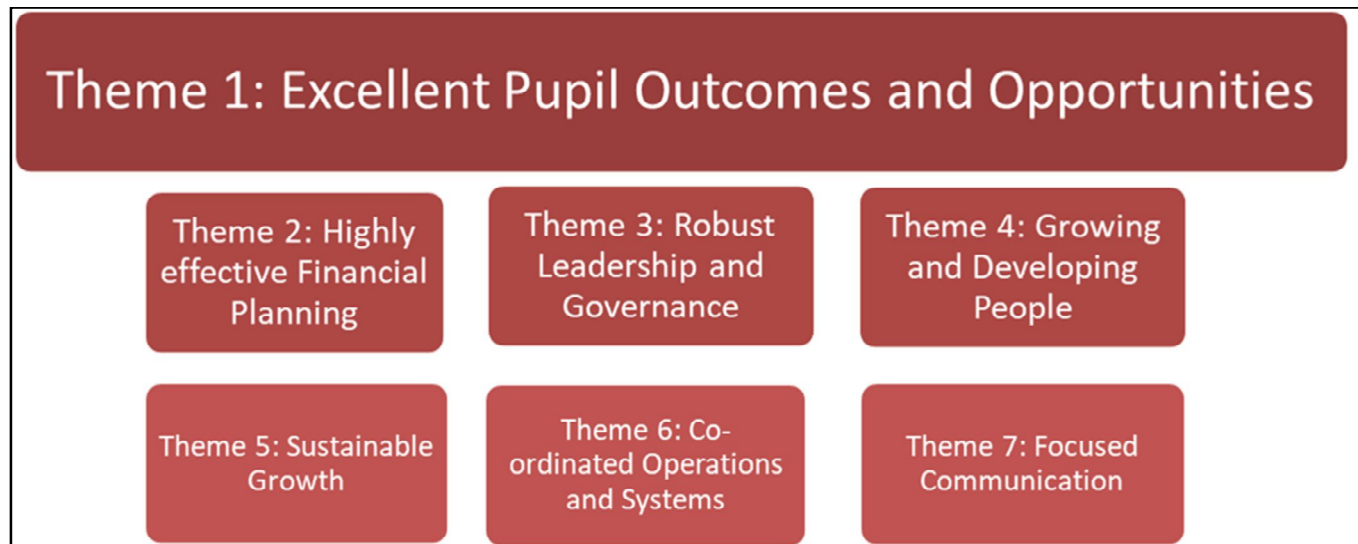 Theme 1: Excellent Pupil Outcomes and Opportunities
Theme 2: Highly
effective Financial
Planning
Theme 3: Robust
Leadership and
Governance
Theme 4: Growing
and Developing
People
Theme 5: Sustainable
Growth
Theme 6: Co-
ordinated Operations
and Systems
Theme 7: Focused
Communication